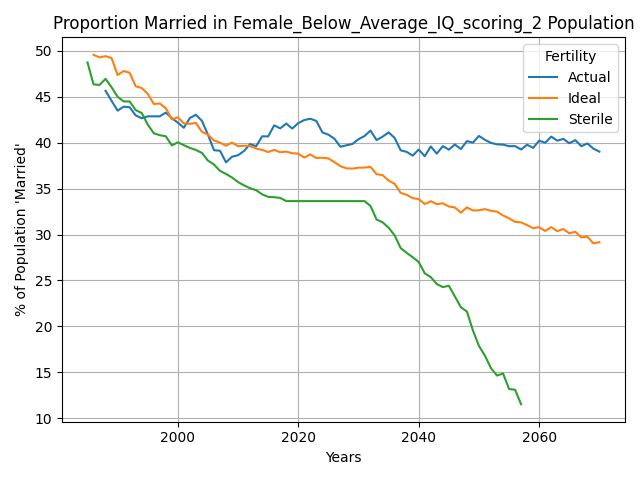 Proportion Married in Female_Below_Average_IQ_scoring_2 Population
% of Population 'Married'
50
45
40
35
30
25
20
15
10
Fertility
Actual
Ideal
Sterile
2000
2020
2040
2060
Years